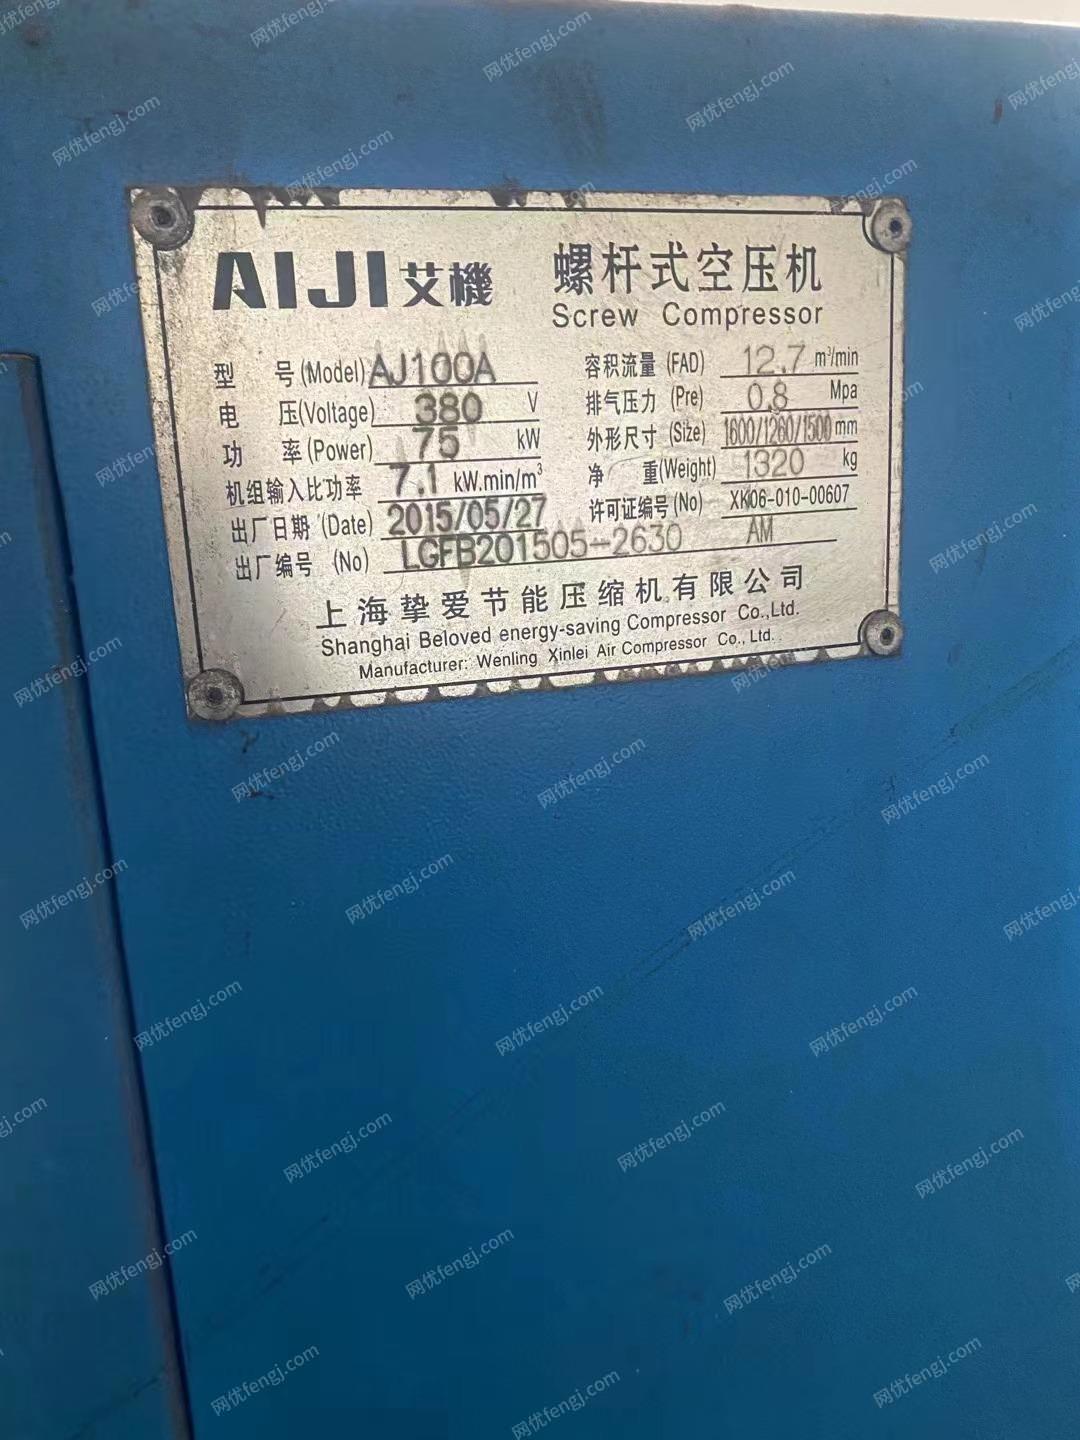 AIJI 艾機
螺杆式空压机
Screw Compressor
型 号(Model) AJ100A
电 压(Voltage) 380 V
功 率(Power) 75 kW
机组输入比功率 7.1 kW.min/m³
出厂日期 (Date) 2015/05/27
出厂编号 (No) LGFB201505-2630 AM
容积流量 (FAD) 12.7 m³/min
排气压力 (Pre) 0.8 Mpa
外形尺寸 (Size) 1600/1260/1500 mm
净 重(Weight) 1320 kg
许可证编号(No) XK06-010-00607
上海挚爱节能压缩机有限公司
Shanghai Beloved energy-saving Compressor Co.,Ltd.
Manufacturer: Wenling Xinlei Air Compressor Co., Ltd.
网优fengj.com